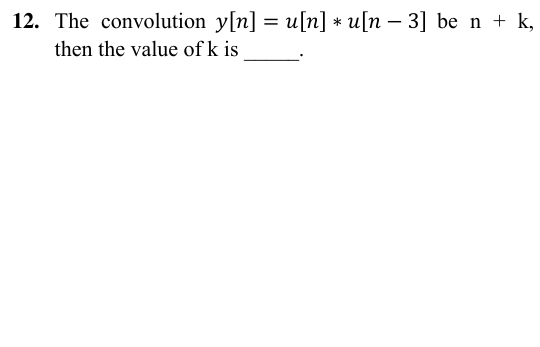 12. The convolution y[n] = u[n] ∗ u[n − 3] be n + k,
then the value of k is _____.